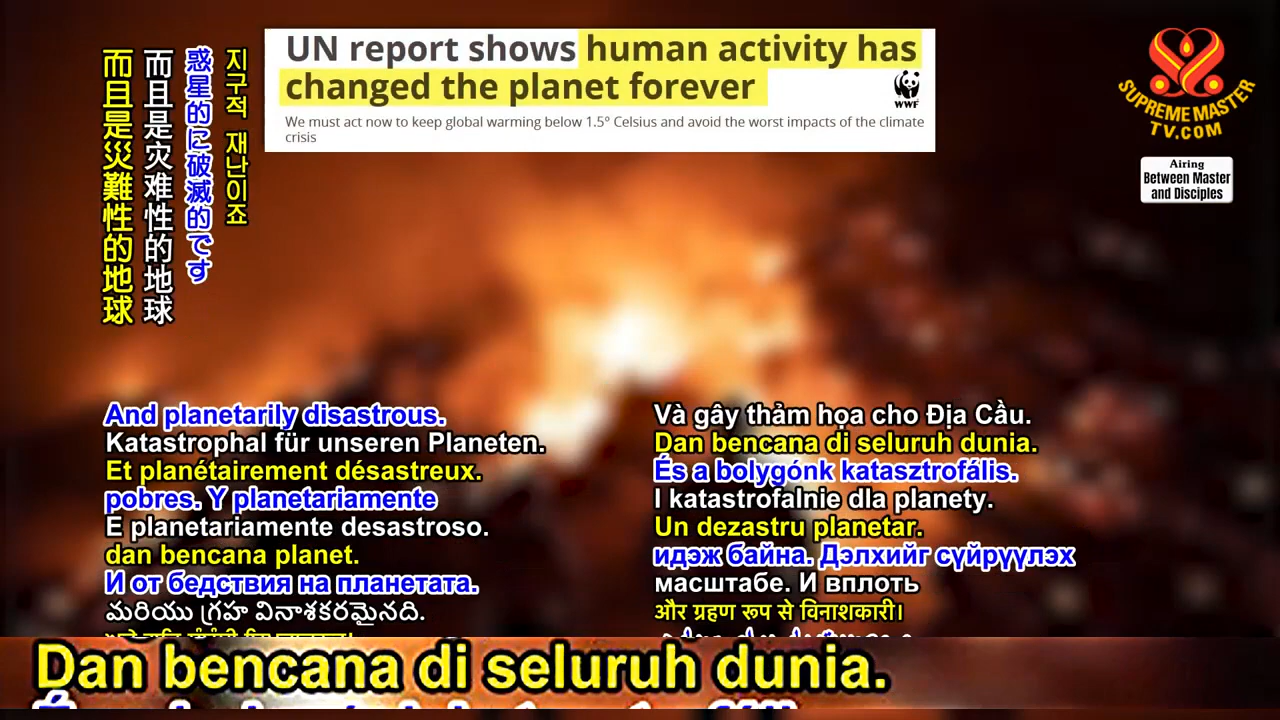 UN report shows human activity has
changed the planet forever
WWF
We must act now to keep global warming below 1.5º Celsius and avoid the worst impacts of the climate
crisis
SUPREME MASTER
TV.COM
Airing
Between Master
and Disciples
지구적 재난이죠
惑星的に破滅的です
而且是灾难性的地球
而且是災難性的地球
And planetarily disastrous.
Katastrophal für unseren Planeten.
Et planétairement désastreux.
pobres. Y planetariamente
E planetariamente desastroso.
dan bencana planet.
И от бедствия на планетата.
మరియు గ్రహ వినాశకరమైనది.
Và gây thảm họa cho Địa Cầu.
Dan bencana di seluruh dunia.
És a bolygónk katasztrofális.
I katastrofalnie dla planety.
Un dezastru planetar.
идэж байна. Дэлхийг сүйрүүлэх
масштабе. И вплоть
और ग्रहण रूप से विनाशकारी।
Dan bencana di seluruh dunia.